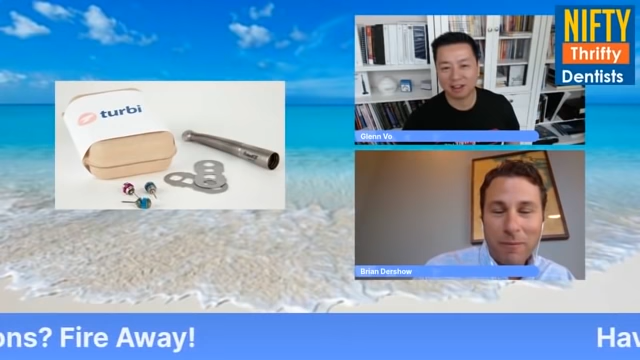 NIFTY
Thrifty
Dentists
turbi
Glenn Vo
Brian Dershow
ons? Fire Away!
Hav